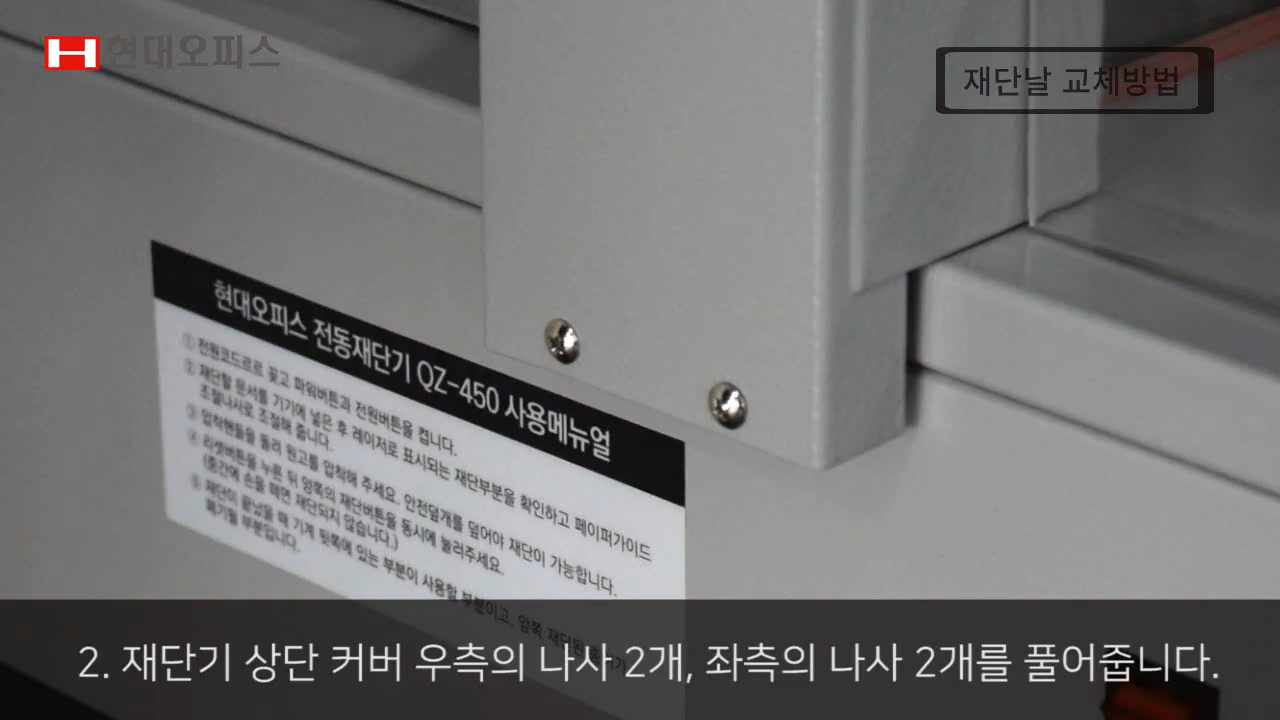 현대오피스
재단날 교체방법
현대오피스 전동재단기 QZ-450 사용메뉴얼
① 전원코드르르 꽂고 파워버튼과 전원버튼을 켭니다.
② 재단할 문서를 기기에 넣은 후 레이저로 표시되는 재단부분을 확인하고 페이퍼가이드
조절나사로 조절해 줍니다.
③ 압착핸들을 돌려 원고를 압착해 주세요. 안전덮개를 덮어야 재단이 가능합니다.
④ 리셋버튼을 누른 뒤 양쪽의 재단버튼을 동시에 눌러주세요.
(중간에 손을 떼면 재단되지 않습니다.)
⑤ 재단이 끝났을 때 기계 뒷쪽에 있는 부분이 사용할 부분이고, 앞쪽
폐기될 부분입니다.
2. 재단기 상단 커버 우측의 나사 2개, 좌측의 나사 2개를 풀어줍니다.